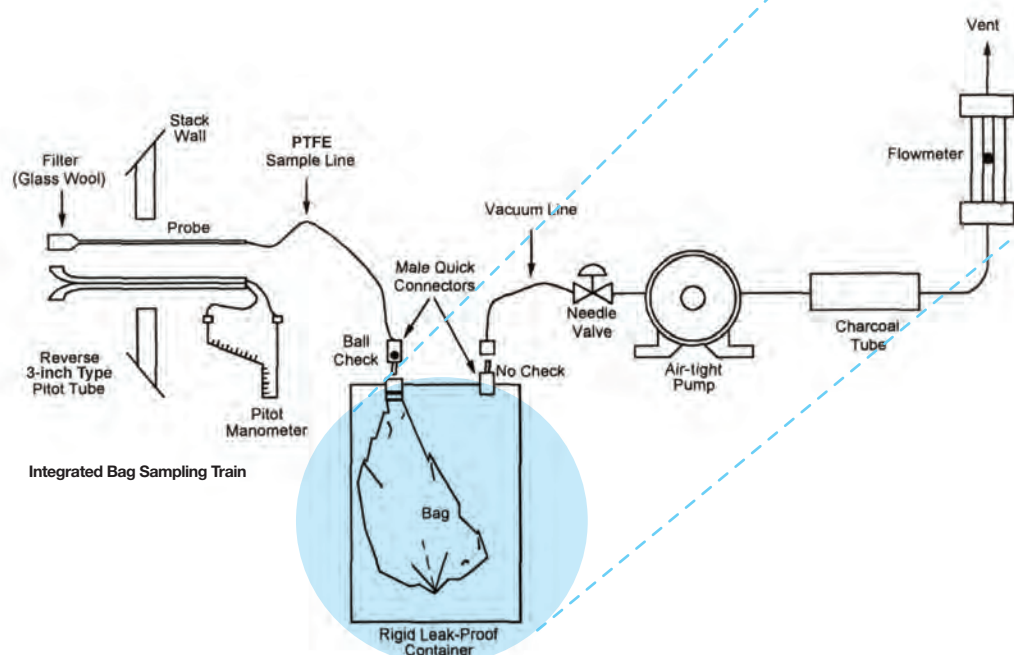 Vent
Stack
Wall
PTFE
Sample Line
Filter
(Glass Wool)
Flowmeter
Vacuum Line
Probe
Male Quick
Connectors
Needle
Valve
Charcoal
Tube
Ball
Check
No Check
Air-tight
Pump
Reverse
3-inch Type
Pitot Tube
Pitot
Manometer
Integrated Bag Sampling Train
Bag
Rigid Leak-Proof
Container